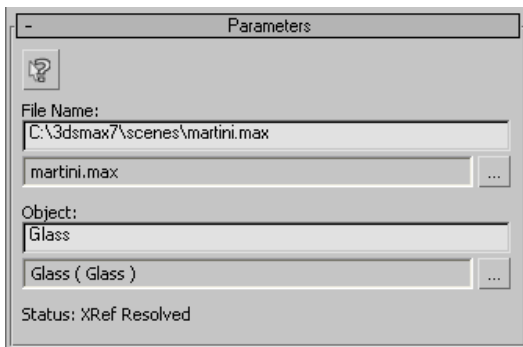 - Parameters
File Name:
C:\3dsmax7\scenes\martini.max
martini.max ...
Object:
Glass
Glass ( Glass ) ...
Status: XRef Resolved